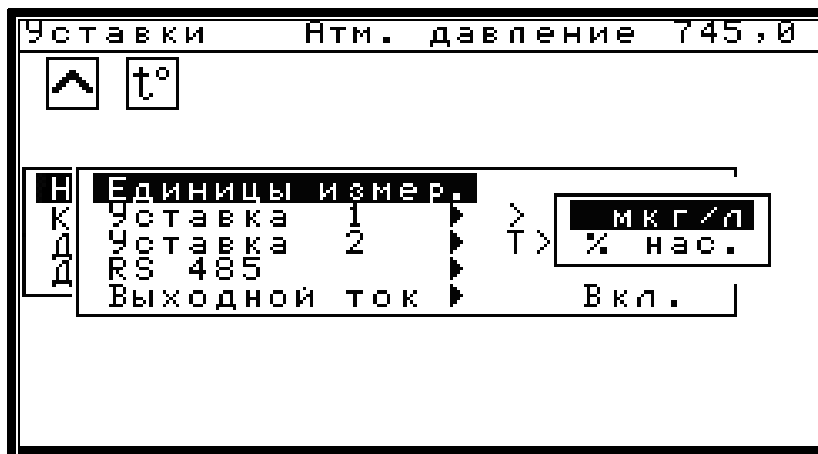 Уставки Атм. давление 745,0
t°
Н Единицы измер.
К Уставка 1 > мкг/л
Д Уставка 2 T> % нас.
Д RS 485
Выходной ток Вкл.